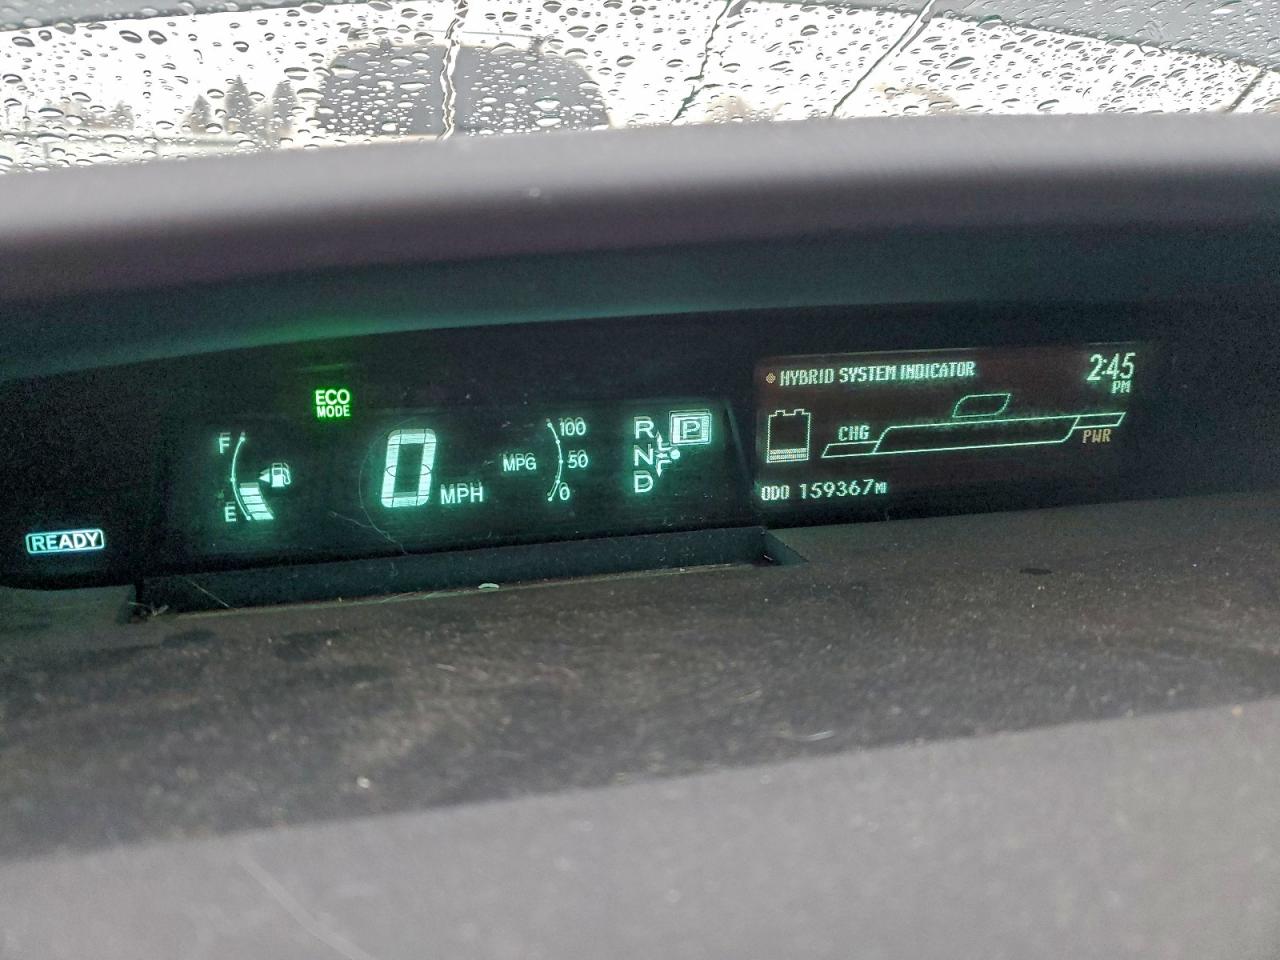 ECO
MODE
F
E
0 MPH
MPG
100
50
0
R P
N
D
READY
HYBRID SYSTEM INDICATOR
2:45
PM
CHG
PWR
ODO 159367MI